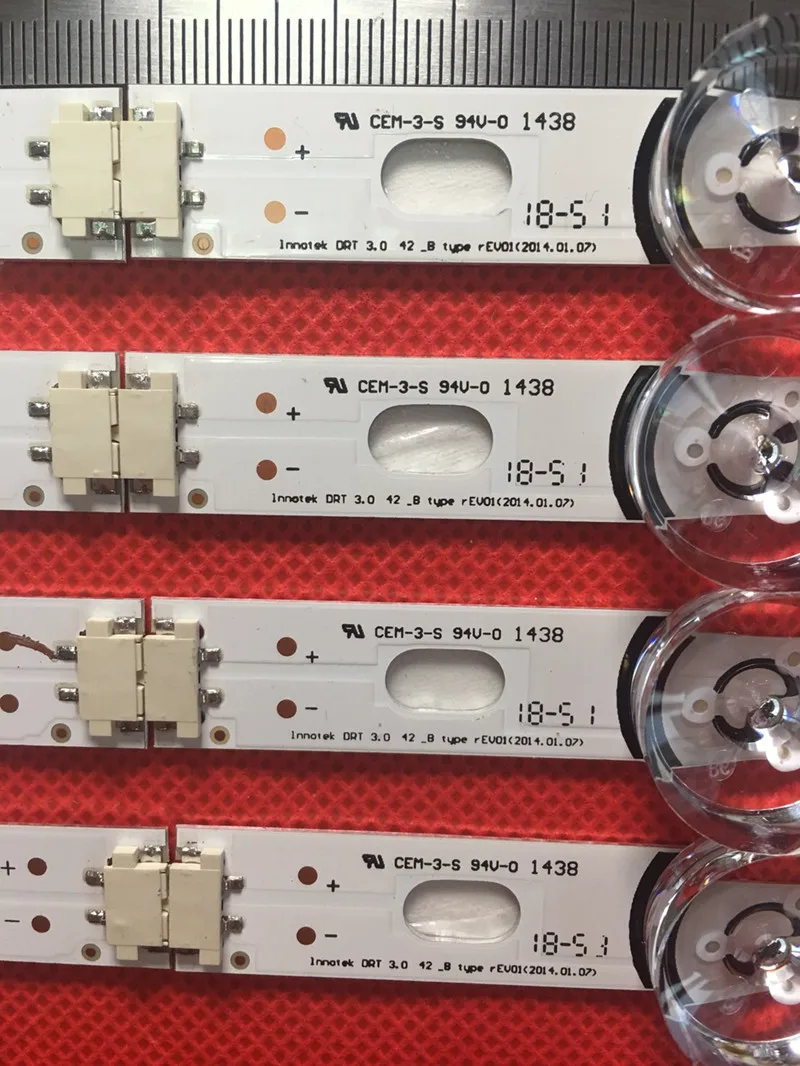 CEM-3-S 94V-0 1438
+
18-S1
-
Innotek DRT 3.0 42 _B type rEV01(2014.01.07)
CEM-3-S 94V-0 1438
+
18-S1
-
Innotek DRT 3.0 42 _B type rEV01(2014.01.07)
CEM-3-S 94V-0 1438
+
18-S1
-
Innotek DRT 3.0 42 _B type rEV01(2014.01.07)
CEM-3-S 94V-0 1438
+ +
- - 18-S
Innotek DRT 3.0 42 _B type rEV01(2014.01.07)